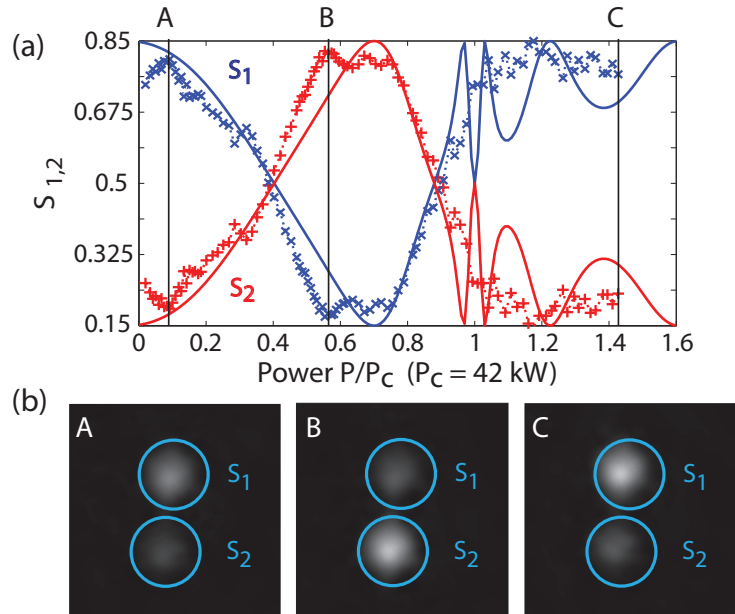 A B C
(a)
0.85
0.675
0.5
0.325
0.15
S1,2
S1
S2
0 0.2 0.4 0.6 0.8 1 1.2 1.4 1.6
Power P/PC (PC = 42 kW)
(b)
A S1 S2
B S1 S2
C S1 S2